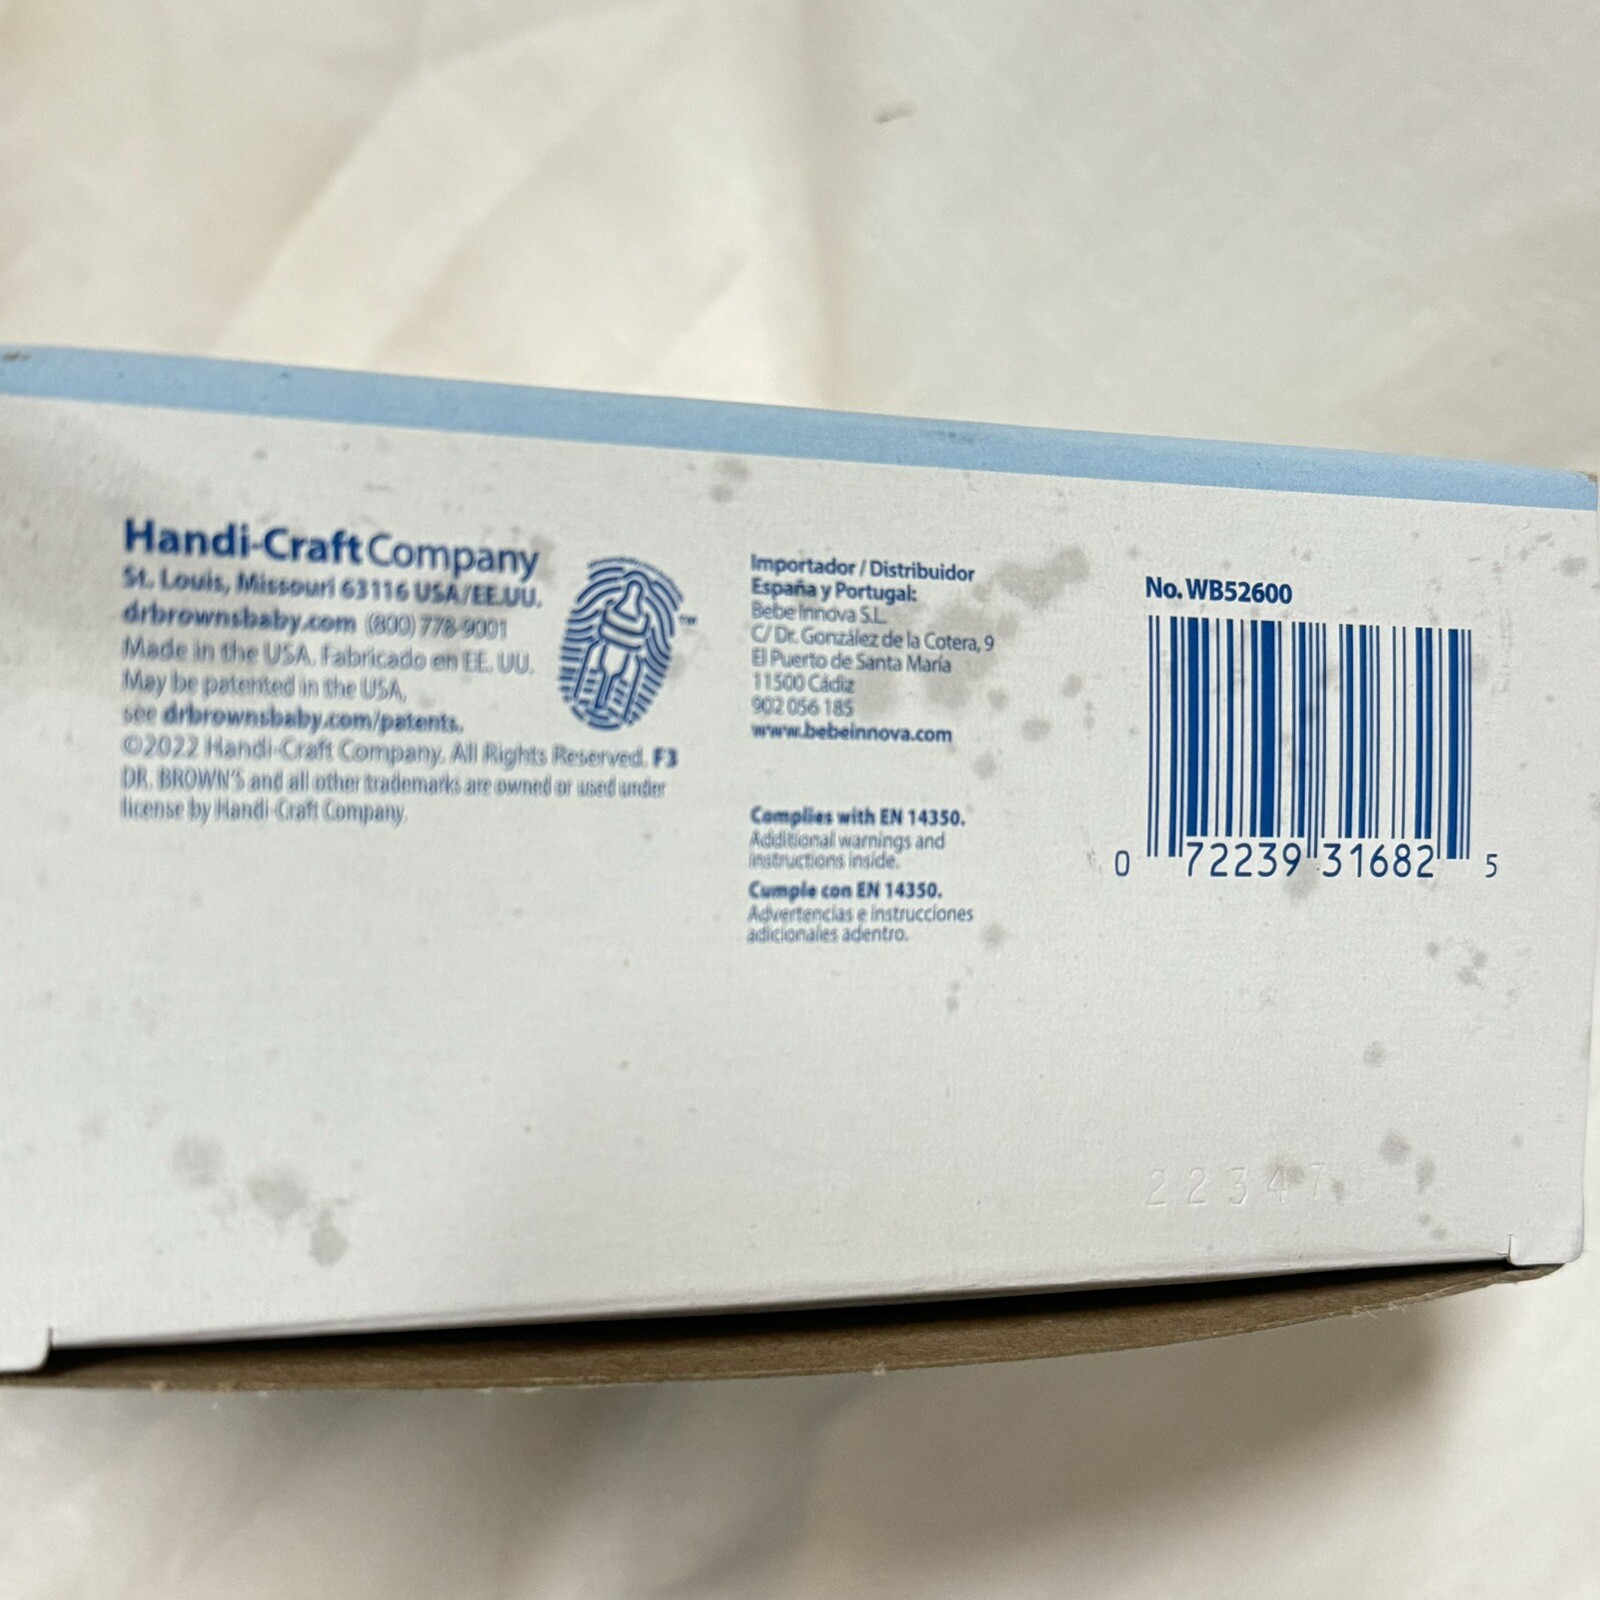 Handi-Craft Company
St. Louis, Missouri 63116 USA/EE.UU.
drbrownsbaby.com (800) 778-9001
Made in the USA. Fabricado en EE. UU.
May be patented in the USA,
see drbrownsbaby.com/patents.
©2022 Handi-Craft Company. All Rights Reserved. F3
DR. BROWN'S and all other trademarks are owned or used under
license by Handi-Craft Company.
TM
Importador / Distribuidor
España y Portugal:
Bebe Innova S.L.
C/ Dr. González de la Cotera, 9
El Puerto de Santa María
11500 Cádiz
902 056 185
www.bebeinnova.com
Complies with EN 14350.
Additional warnings and
instructions inside.
Cumple con EN 14350.
Advertencias e instrucciones
adicionales adentro.
No. WB52600
0 72239 31682 5
22347